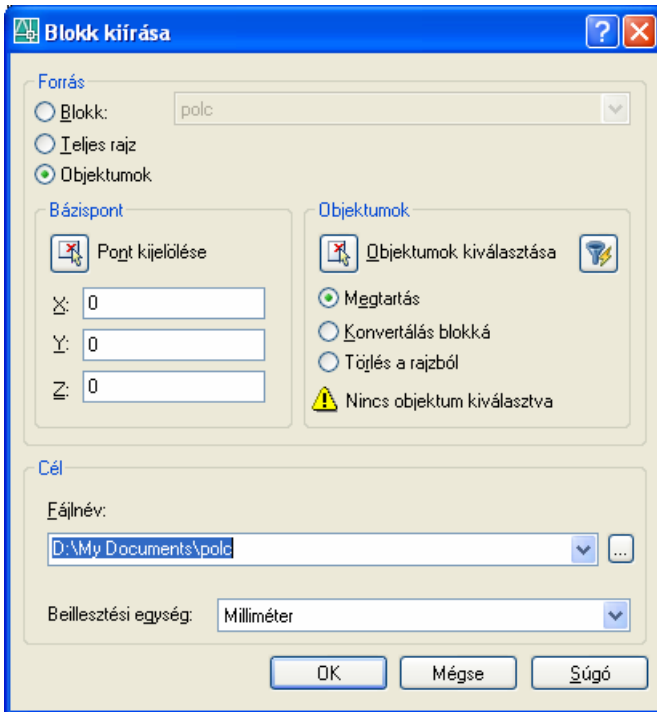 Blokk kiírása
Forrás
Blokk:
polc
Teljes rajz
Objektumok
Bázispont
Pont kijelölése
X: 0
Y: 0
Z: 0
Objektumok
Objektumok kiválasztása
Megtartás
Konvertálás blokká
Törlés a rajzból
Nincs objektum kiválasztva
Cél
Fájlnév:
D:\My Documents\polc
...
Beillesztési egység: Milliméter
OK
Mégse
Súgó